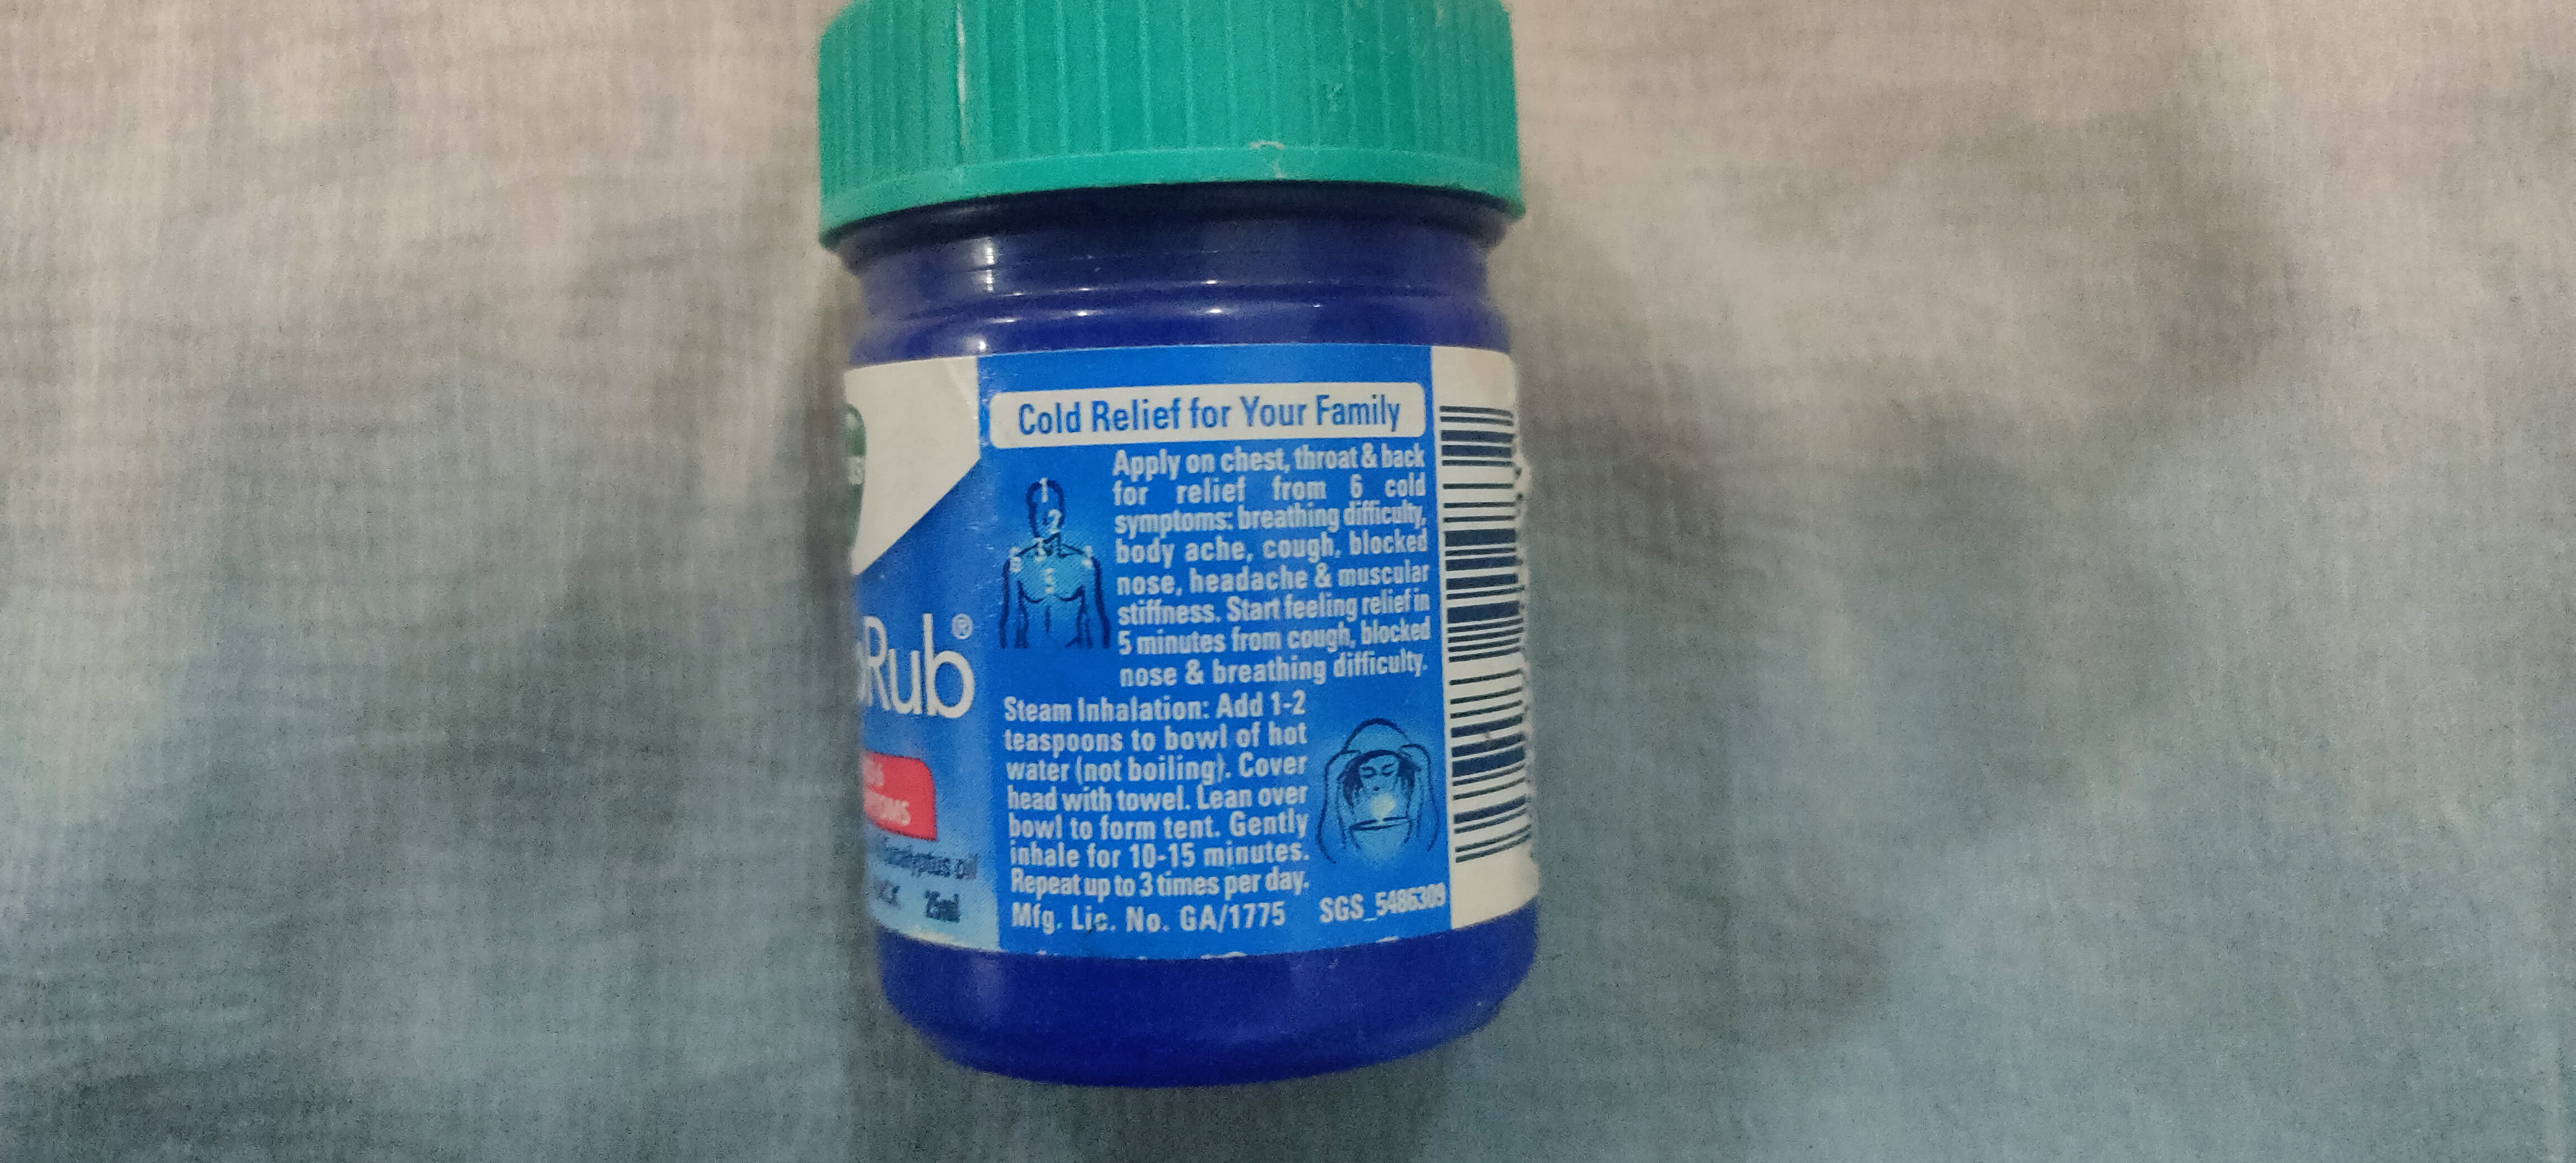 Cold Relief for Your Family
Apply on chest, throat & back
for relief from 6 cold
symptoms: breathing difficulty,
body ache, cough, blocked
nose, headache & muscular
stiffness. Start feeling relief in
5 minutes from cough, blocked
nose & breathing difficulty.
Steam Inhalation: Add 1-2
teaspoons to bowl of hot
water (not boiling). Cover
head with towel. Lean over
bowl to form tent. Gently
inhale for 10-15 minutes.
Repeat up to 3 times per day.
Mfg. Lic. No. GA/1775 SGS_5486309
Rub®
oil
25ml